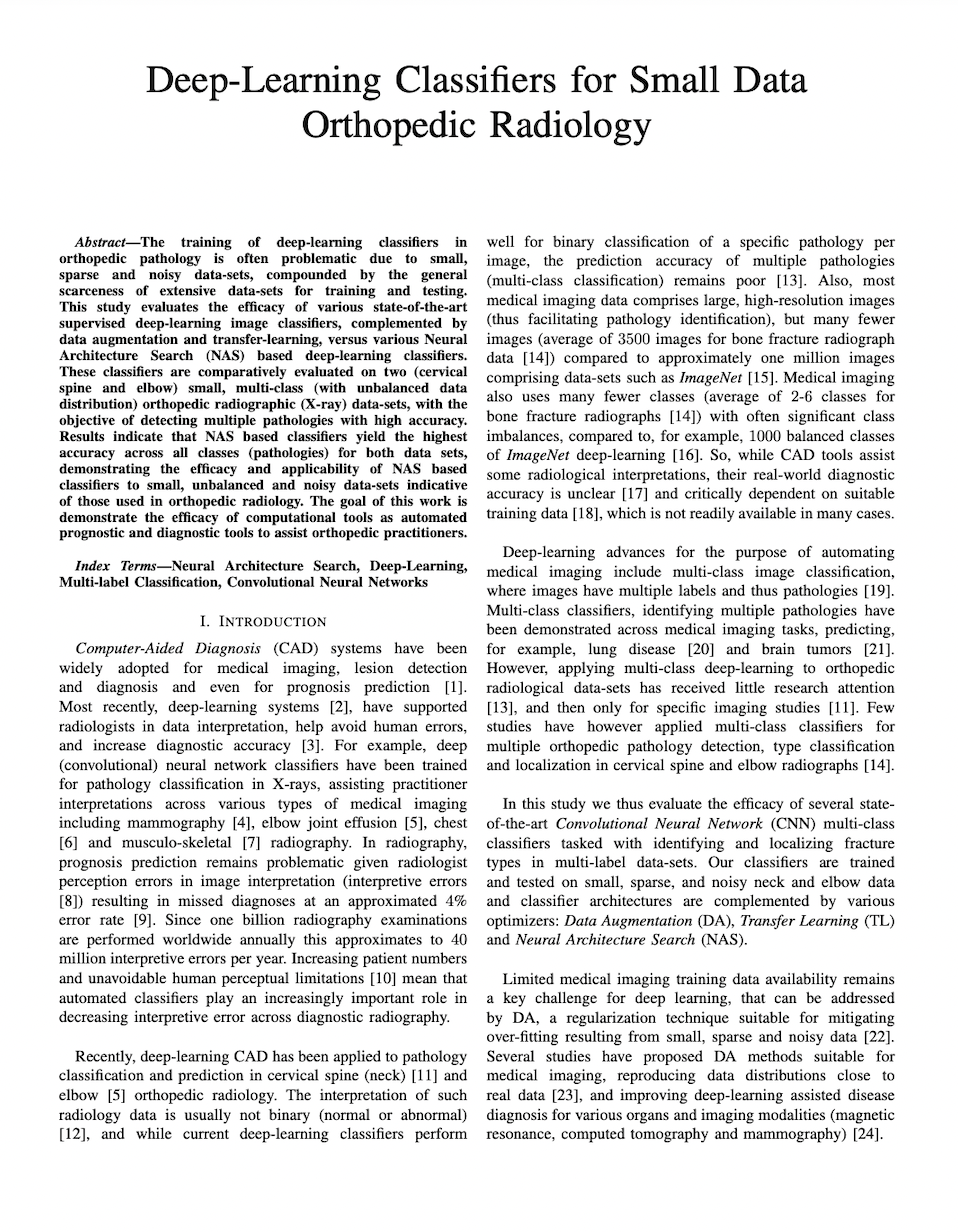 Deep-Learning Classifiers for Small Data
Orthopedic Radiology
Abstract—The training of deep-learning classifiers in
orthopedic pathology is often problematic due to small,
sparse and noisy data-sets, compounded by the general
scarceness of extensive data-sets for training and testing.
This study evaluates the efficacy of various state-of-the-art
supervised deep-learning image classifiers, complemented by
data augmentation and transfer-learning, versus various Neural
Architecture Search (NAS) based deep-learning classifiers.
These classifiers are comparatively evaluated on two (cervical
spine and elbow) small, multi-class (with unbalanced data
distribution) orthopedic radiographic (X-ray) data-sets, with the
objective of detecting multiple pathologies with high accuracy.
Results indicate that NAS based classifiers yield the highest
accuracy across all classes (pathologies) for both data sets,
demonstrating the efficacy and applicability of NAS based
classifiers to small, unbalanced and noisy data-sets indicative
of those used in orthopedic radiology. The goal of this work is
demonstrate the efficacy of computational tools as automated
prognostic and diagnostic tools to assist orthopedic practitioners.
Index Terms—Neural Architecture Search, Deep-Learning,
Multi-label Classification, Convolutional Neural Networks
I. INTRODUCTION
Computer-Aided Diagnosis (CAD) systems have been
widely adopted for medical imaging, lesion detection
and diagnosis and even for prognosis prediction [1].
Most recently, deep-learning systems [2], have supported
radiologists in data interpretation, help avoid human errors,
and increase diagnostic accuracy [3]. For example, deep
(convolutional) neural network classifiers have been trained
for pathology classification in X-rays, assisting practitioner
interpretations across various types of medical imaging
including mammography [4], elbow joint effusion [5], chest
[6] and musculo-skeletal [7] radiography. In radiography,
prognosis prediction remains problematic given radiologist
perception errors in image interpretation (interpretive errors
[8]) resulting in missed diagnoses at an approximated 4%
error rate [9]. Since one billion radiography examinations
are performed worldwide annually this approximates to 40
million interpretive errors per year. Increasing patient numbers
and unavoidable human perceptual limitations [10] mean that
automated classifiers play an increasingly important role in
decreasing interpretive error across diagnostic radiography.
Recently, deep-learning CAD has been applied to pathology
classification and prediction in cervical spine (neck) [11] and
elbow [5] orthopedic radiology. The interpretation of such
radiology data is usually not binary (normal or abnormal)
[12], and while current deep-learning classifiers perform
well for binary classification of a specific pathology per
image, the prediction accuracy of multiple pathologies
(multi-class classification) remains poor [13]. Also, most
medical imaging data comprises large, high-resolution images
(thus facilitating pathology identification), but many fewer
images (average of 3500 images for bone fracture radiograph
data [14]) compared to approximately one million images
comprising data-sets such as ImageNet [15]. Medical imaging
also uses many fewer classes (average of 2-6 classes for
bone fracture radiographs [14]) with often significant class
imbalances, compared to, for example, 1000 balanced classes
of ImageNet deep-learning [16]. So, while CAD tools assist
some radiological interpretations, their real-world diagnostic
accuracy is unclear [17] and critically dependent on suitable
training data [18], which is not readily available in many cases.
Deep-learning advances for the purpose of automating
medical imaging include multi-class image classification,
where images have multiple labels and thus pathologies [19].
Multi-class classifiers, identifying multiple pathologies have
been demonstrated across medical imaging tasks, predicting,
for example, lung disease [20] and brain tumors [21].
However, applying multi-class deep-learning to orthopedic
radiological data-sets has received little research attention
[13], and then only for specific imaging studies [11]. Few
studies have however applied multi-class classifiers for
multiple orthopedic pathology detection, type classification
and localization in cervical spine and elbow radiographs [14].
In this study we thus evaluate the efficacy of several state-
of-the-art Convolutional Neural Network (CNN) multi-class
classifiers tasked with identifying and localizing fracture
types in multi-label data-sets. Our classifiers are trained
and tested on small, sparse, and noisy neck and elbow data
and classifier architectures are complemented by various
optimizers: Data Augmentation (DA), Transfer Learning (TL)
and Neural Architecture Search (NAS).
Limited medical imaging training data availability remains
a key challenge for deep learning, that can be addressed
by DA, a regularization technique suitable for mitigating
over-fitting resulting from small, sparse and noisy data [22].
Several studies have proposed DA methods suitable for
medical imaging, reproducing data distributions close to
real data [23], and improving deep-learning assisted disease
diagnosis for various organs and imaging modalities (magnetic
resonance, computed tomography and mammography) [24].